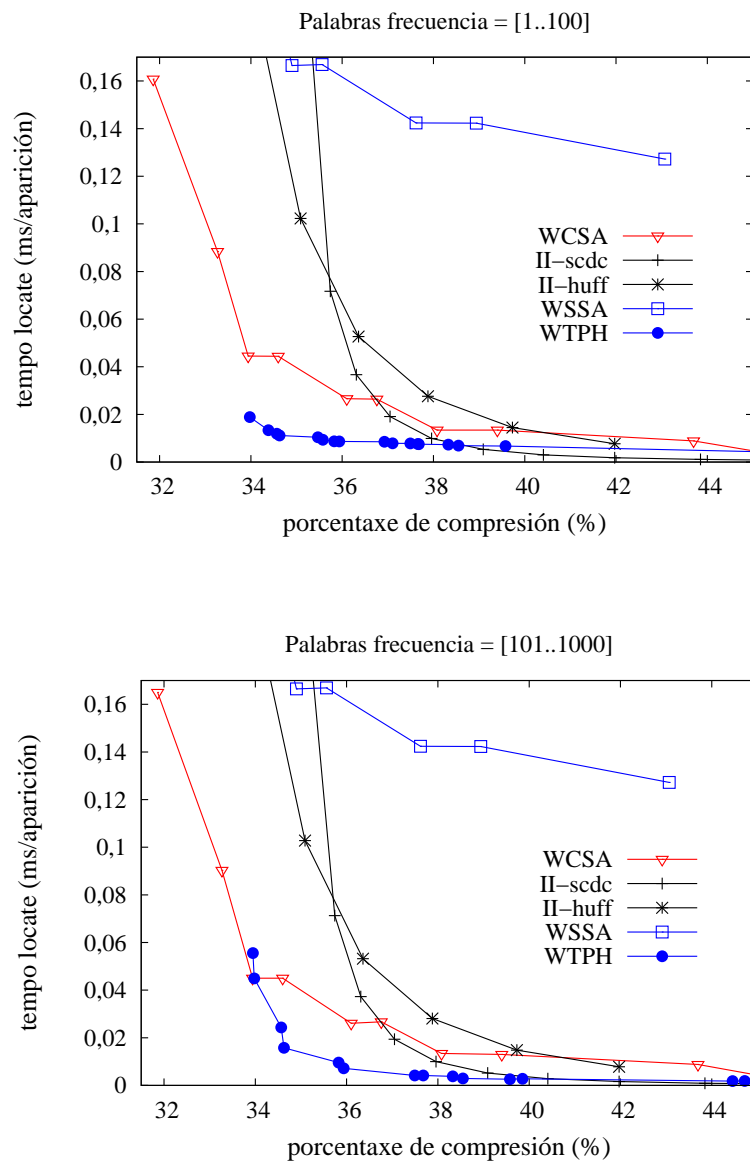 Palabras frecuencia = [1..100]
0,16
0,14
0,12
0,1
0,08
0,06
0,04
0,02
0
tempo locate (ms/aparición)
WCSA
II−scdc
II−huff
WSSA
WTPH
32 34 36 38 40 42 44
porcentaxe de compresión (%)
Palabras frecuencia = [101..1000]
0,16
0,14
0,12
0,1
0,08
0,06
0,04
0,02
0
tempo locate (ms/aparición)
WCSA
II−scdc
II−huff
WSSA
WTPH
32 34 36 38 40 42 44
porcentaxe de compresión (%)